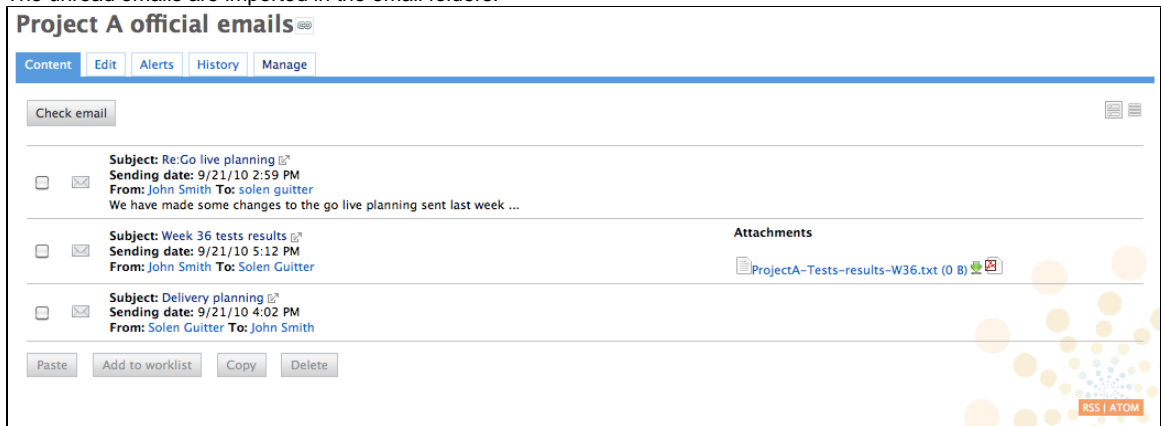 The unread emails are imported in the email folders.
Project A official emails
Content Edit Alerts History Manage
Check email
Subject: Re:Go live planning
Sending date: 9/21/10 2:59 PM
From: John Smith To: solen guitter
We have made some changes to the go live planning sent last week ...
Subject: Week 36 tests results
Sending date: 9/21/10 5:12 PM
From: John Smith To: Solen Guitter
Attachments
ProjectA-Tests-results-W36.txt (0 B)
Subject: Delivery planning
Sending date: 9/21/10 4:02 PM
From: Solen Guitter To: John Smith
Paste Add to worklist Copy Delete
RSS | ATOM